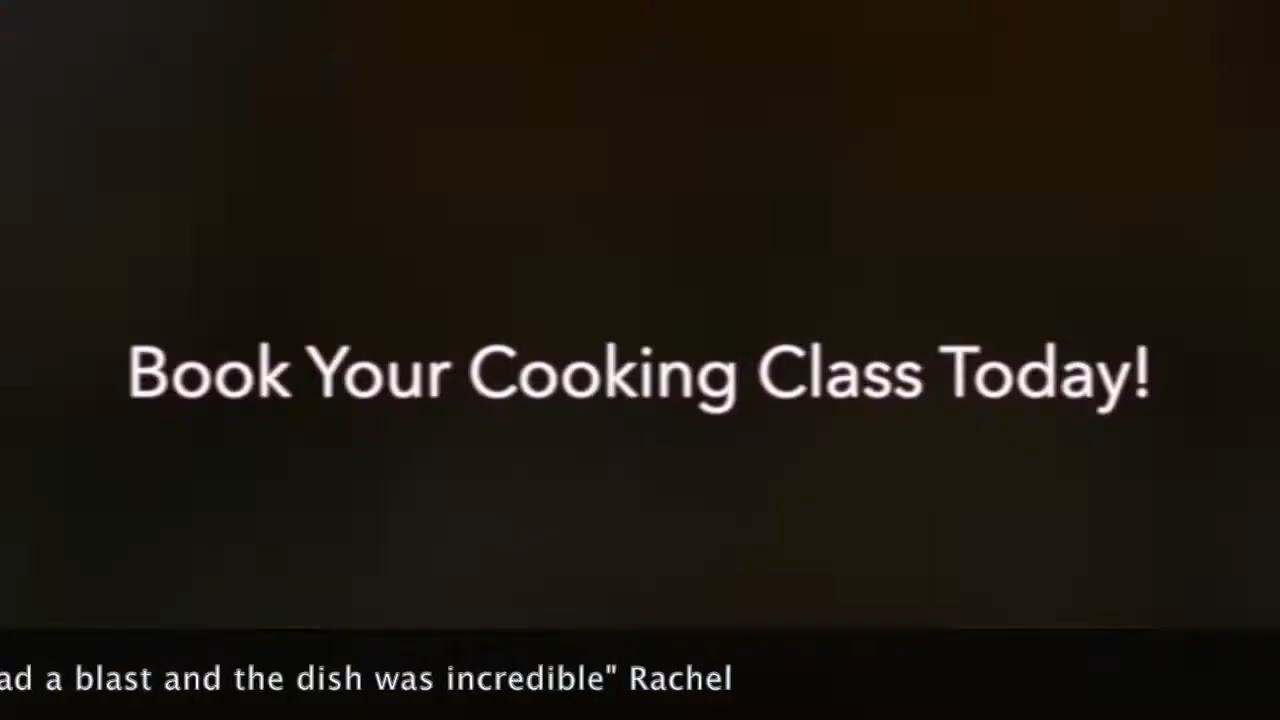 Book Your Cooking Class Today!
ad a blast and the dish was incredible" Rachel